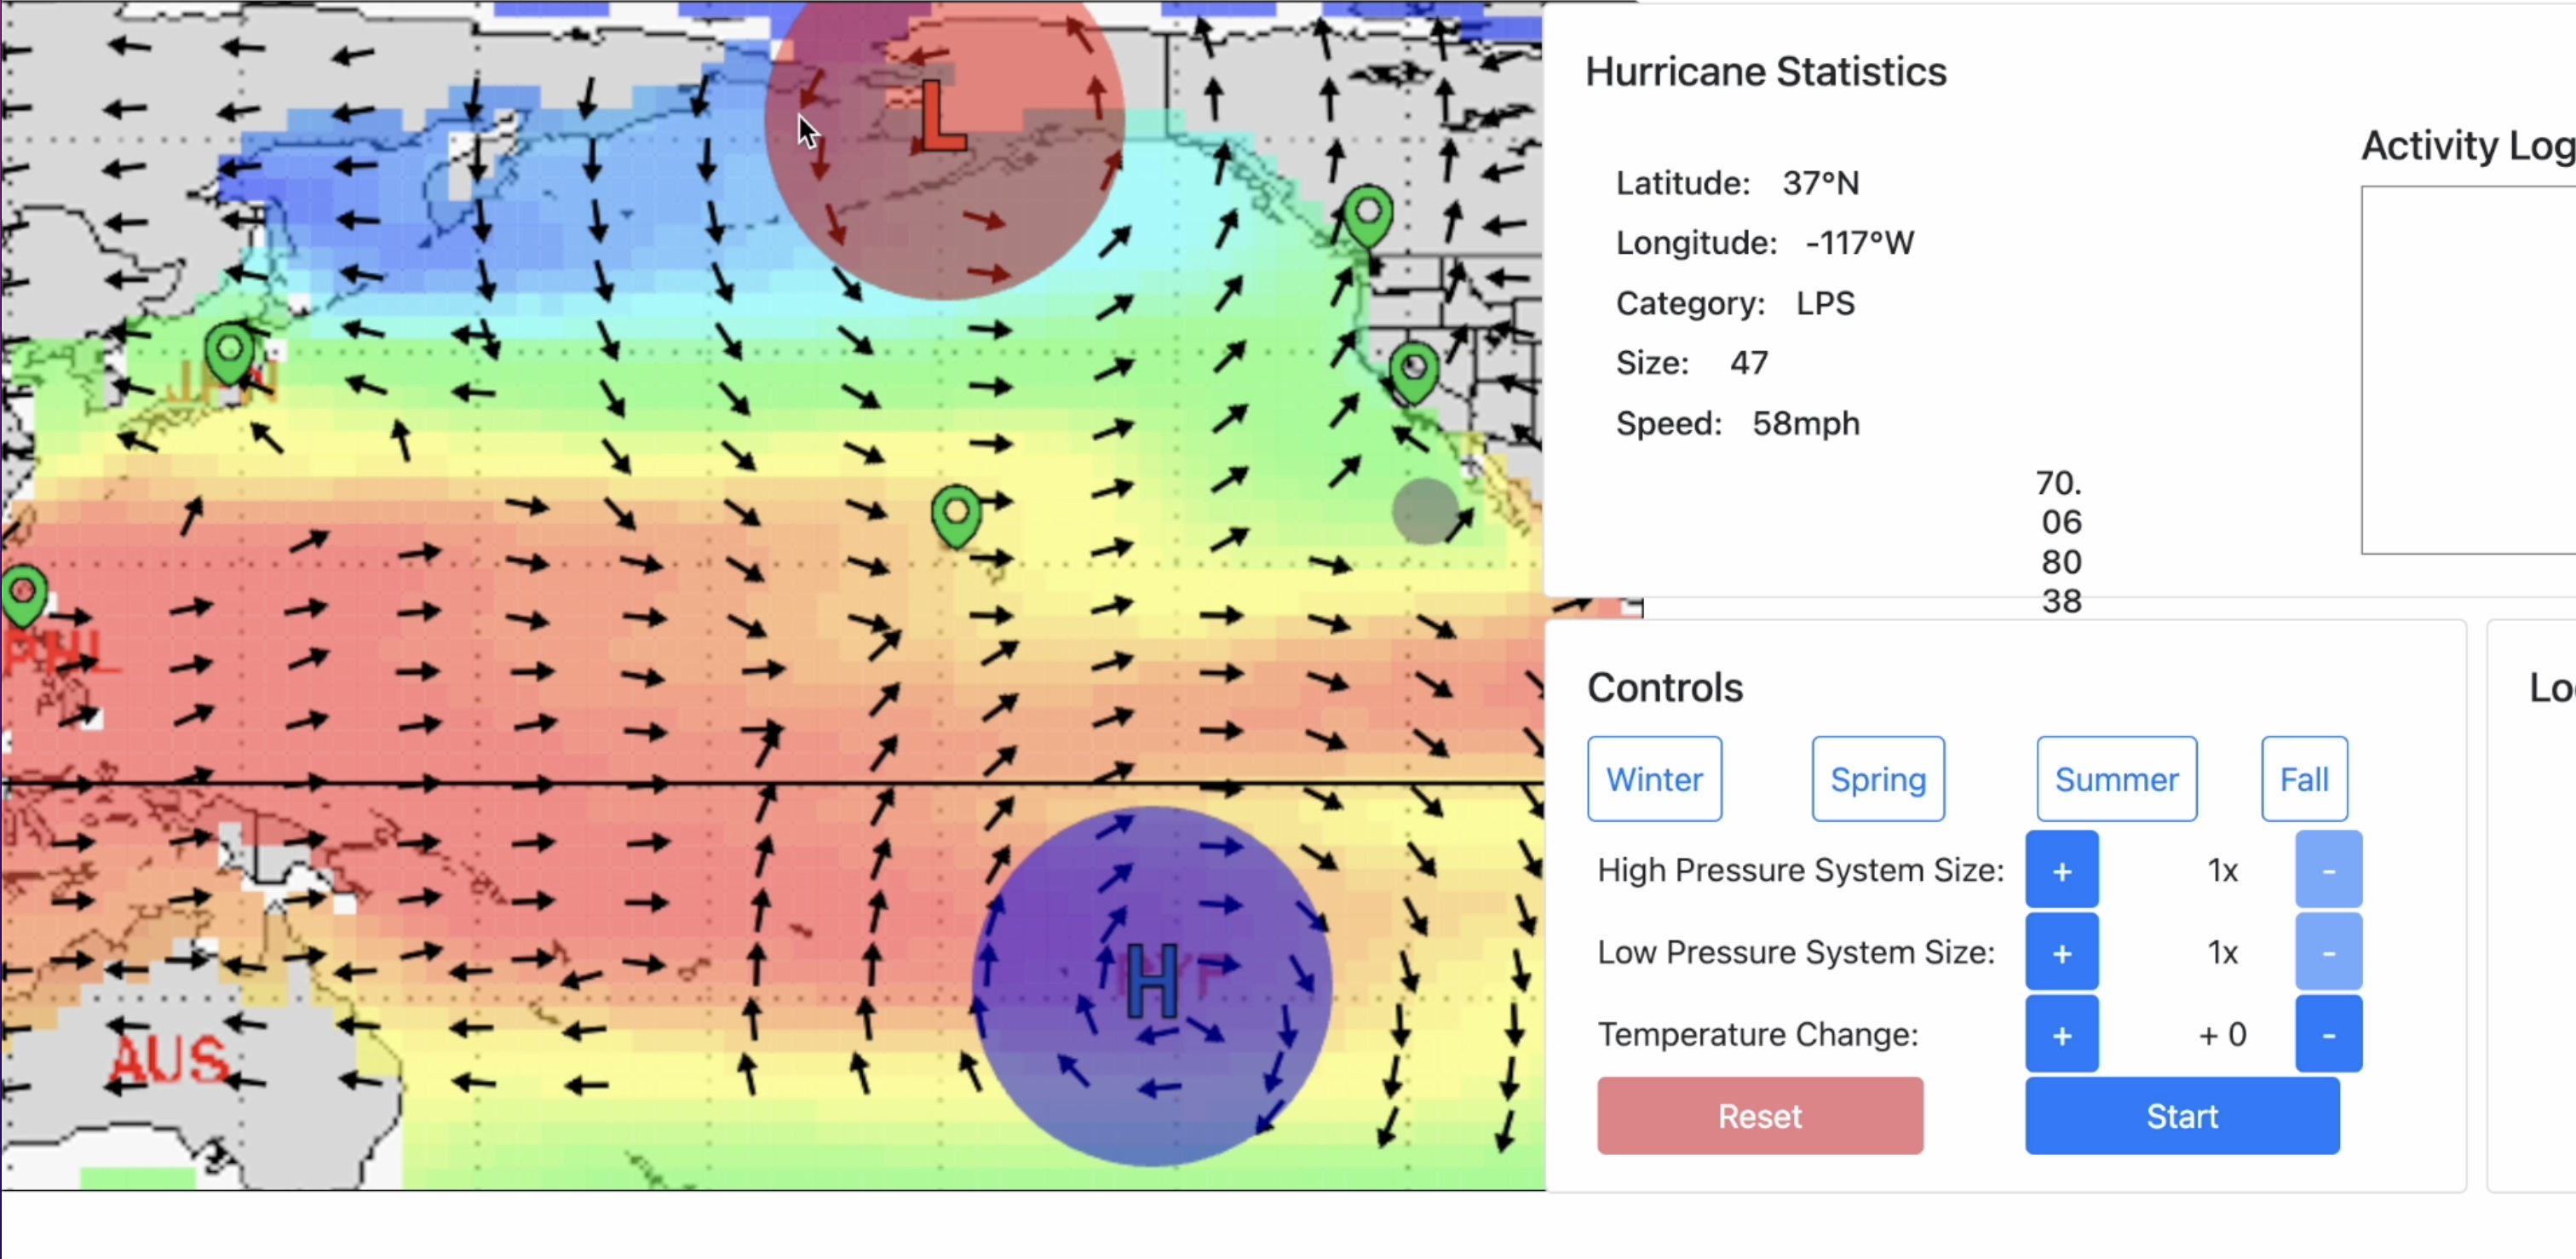 L
JPN
PHL
AUS
H
PYF
Hurricane Statistics
Latitude: 37°N
Longitude: -117°W
Category: LPS
Size: 47
Speed: 58mph
70.
06
80
38
Activity Log
Controls
Winter Spring Summer Fall
High Pressure System Size: + 1x -
Low Pressure System Size: + 1x -
Temperature Change: + + 0 -
Reset Start
Lo